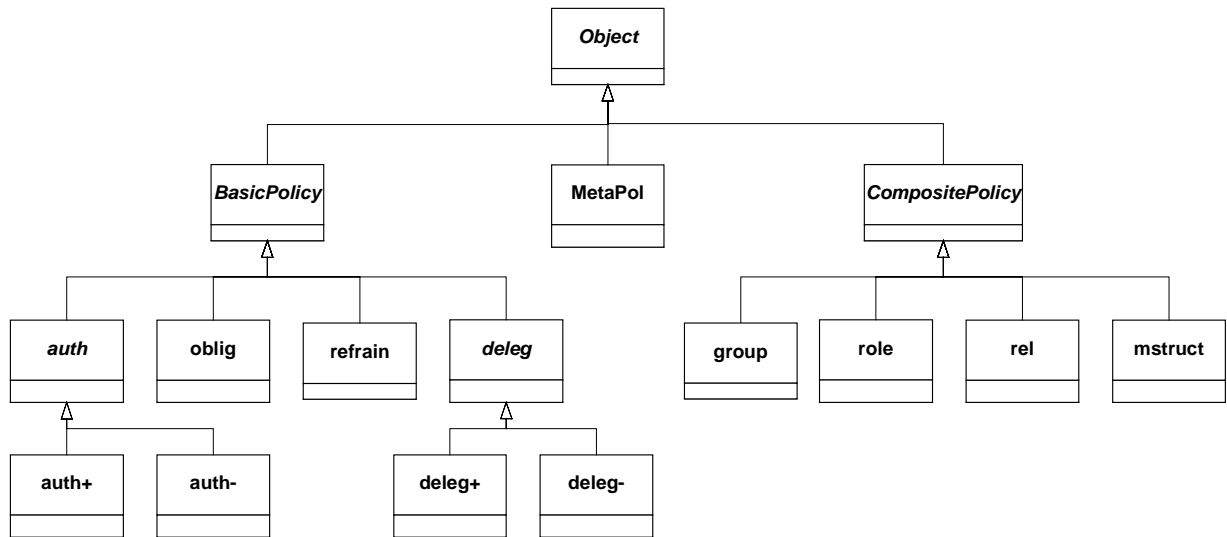 Object
BasicPolicy
MetaPol
CompositePolicy
auth
oblig
refrain
deleg
group
role
rel
mstruct
auth+
auth-
deleg+
deleg-